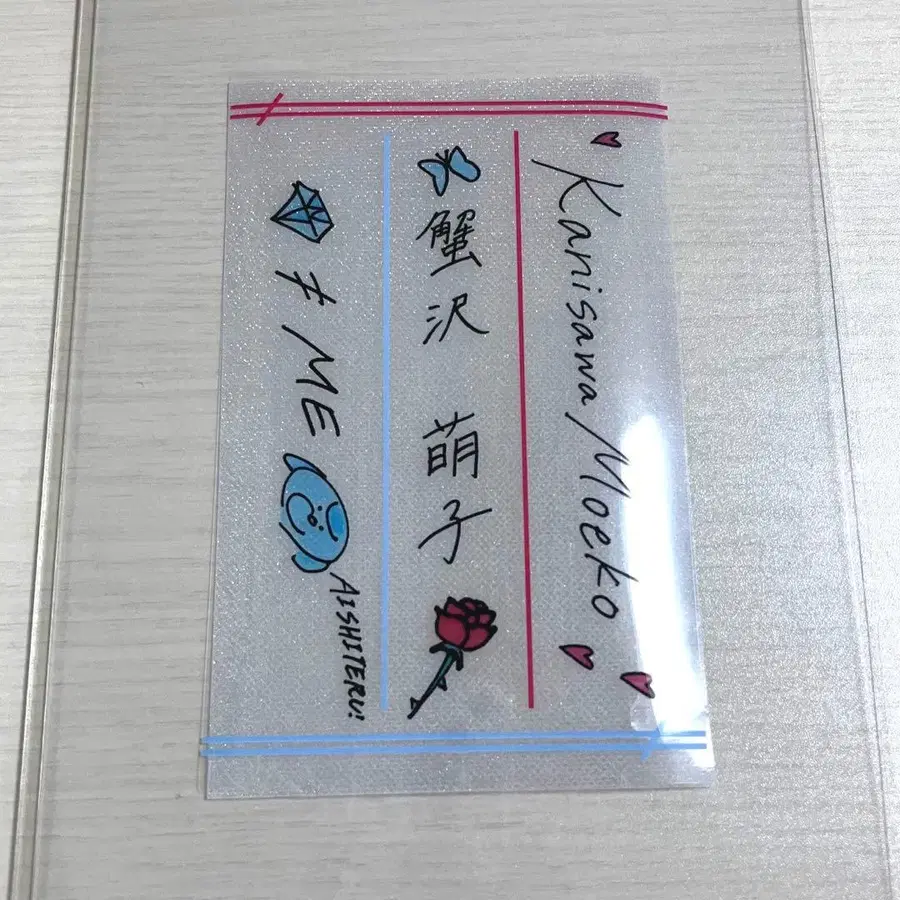 Kanisawa Moeko
蟹沢 萌子
≠ME
AISHITERU!